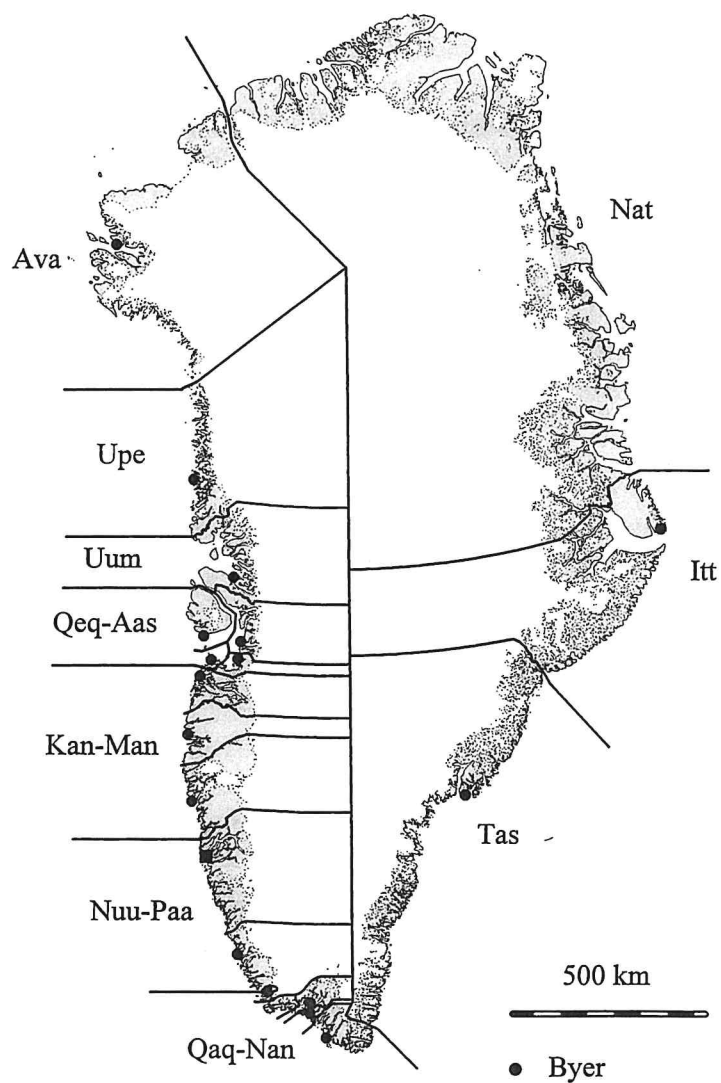 Nat
Ava
Upe
Uum
Itt
Qeq-Aas
Kan-Man
Tas
Nuu-Paa
500 km
Qaq-Nan
Byer